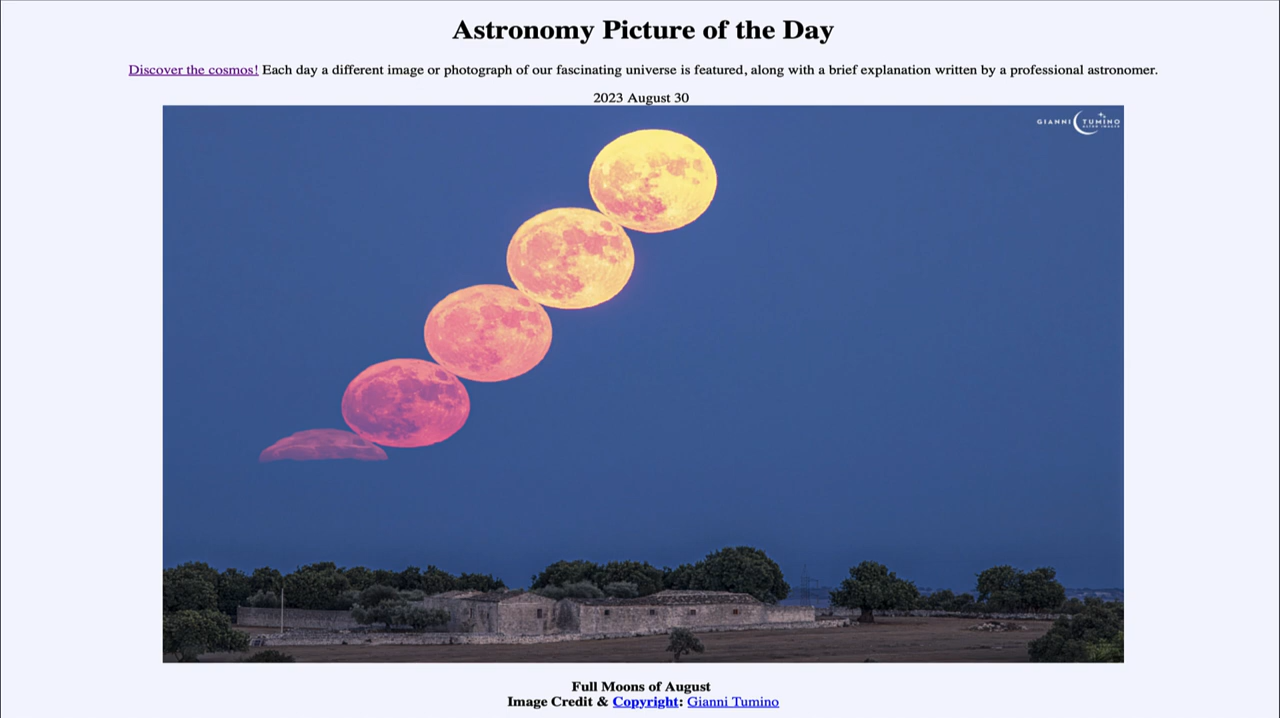 Astronomy Picture of the Day
Discover the cosmos! Each day a different image or photograph of our fascinating universe is featured, along with a brief explanation written by a professional astronomer.
2023 August 30
GIANNI TUMINO
Full Moons of August
Image Credit & Copyright: Gianni Tumino